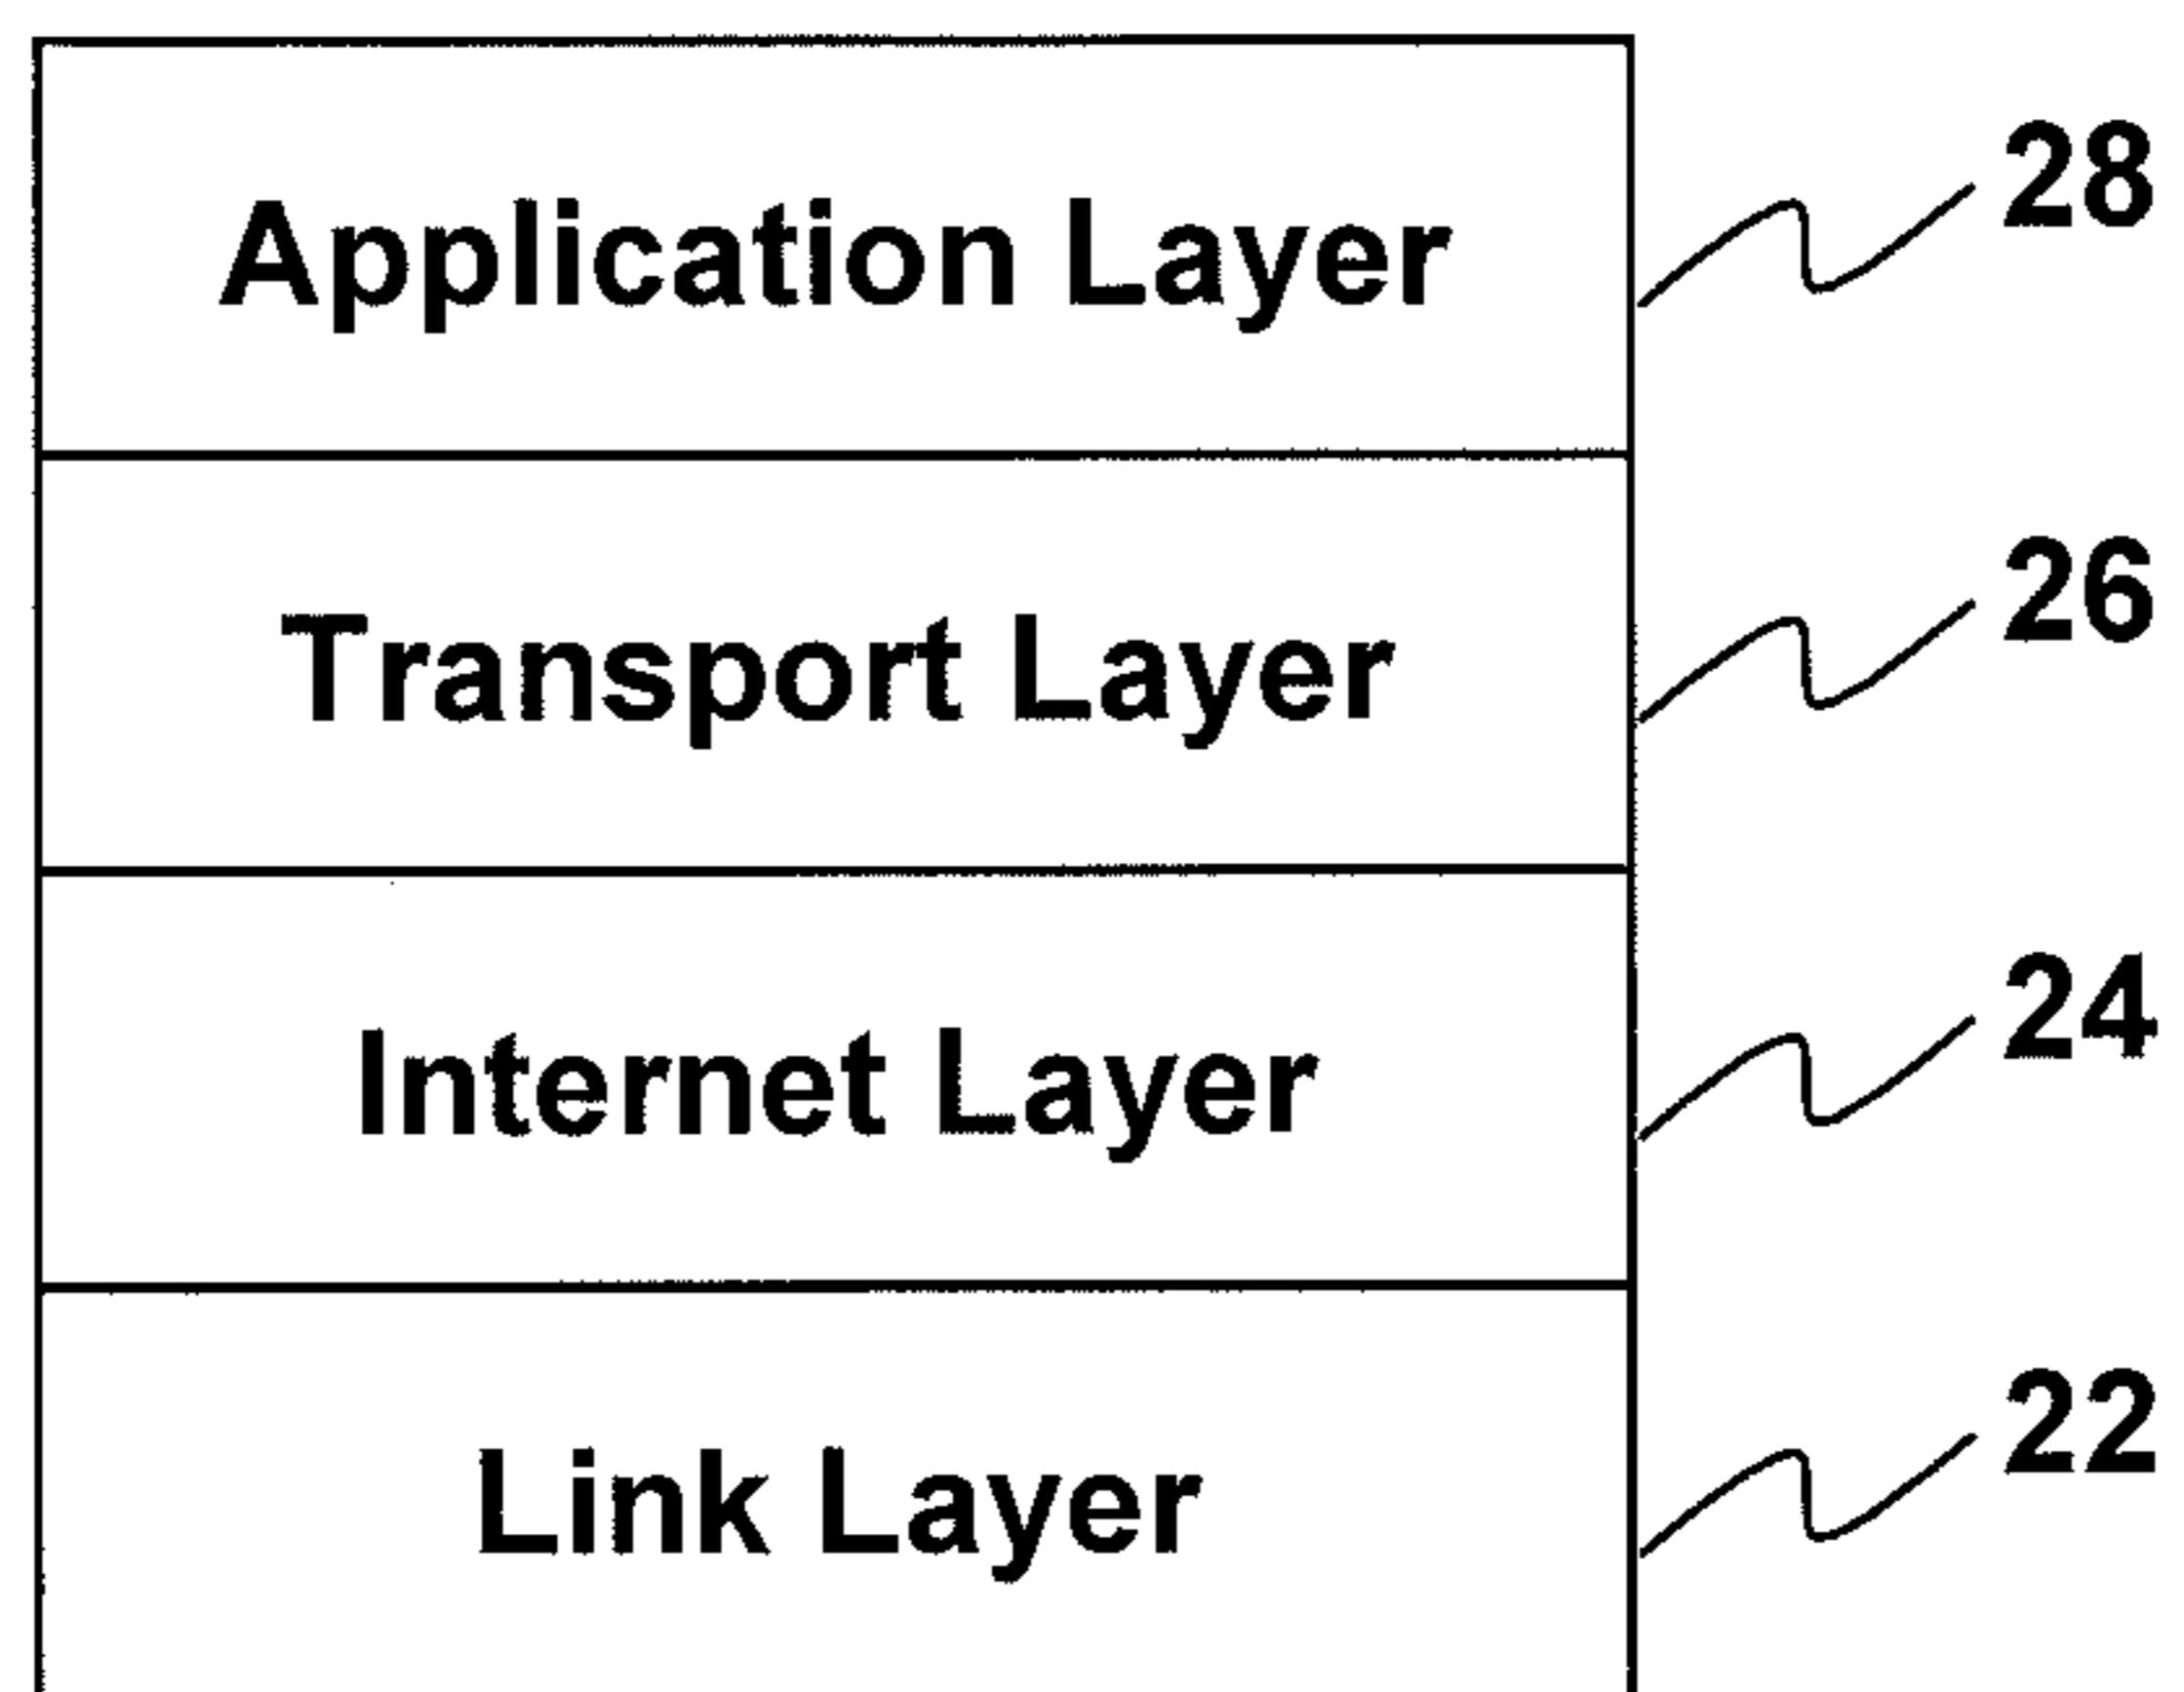 Application Layer 28
Transport Layer 26
Internet Layer 24
Link Layer 22